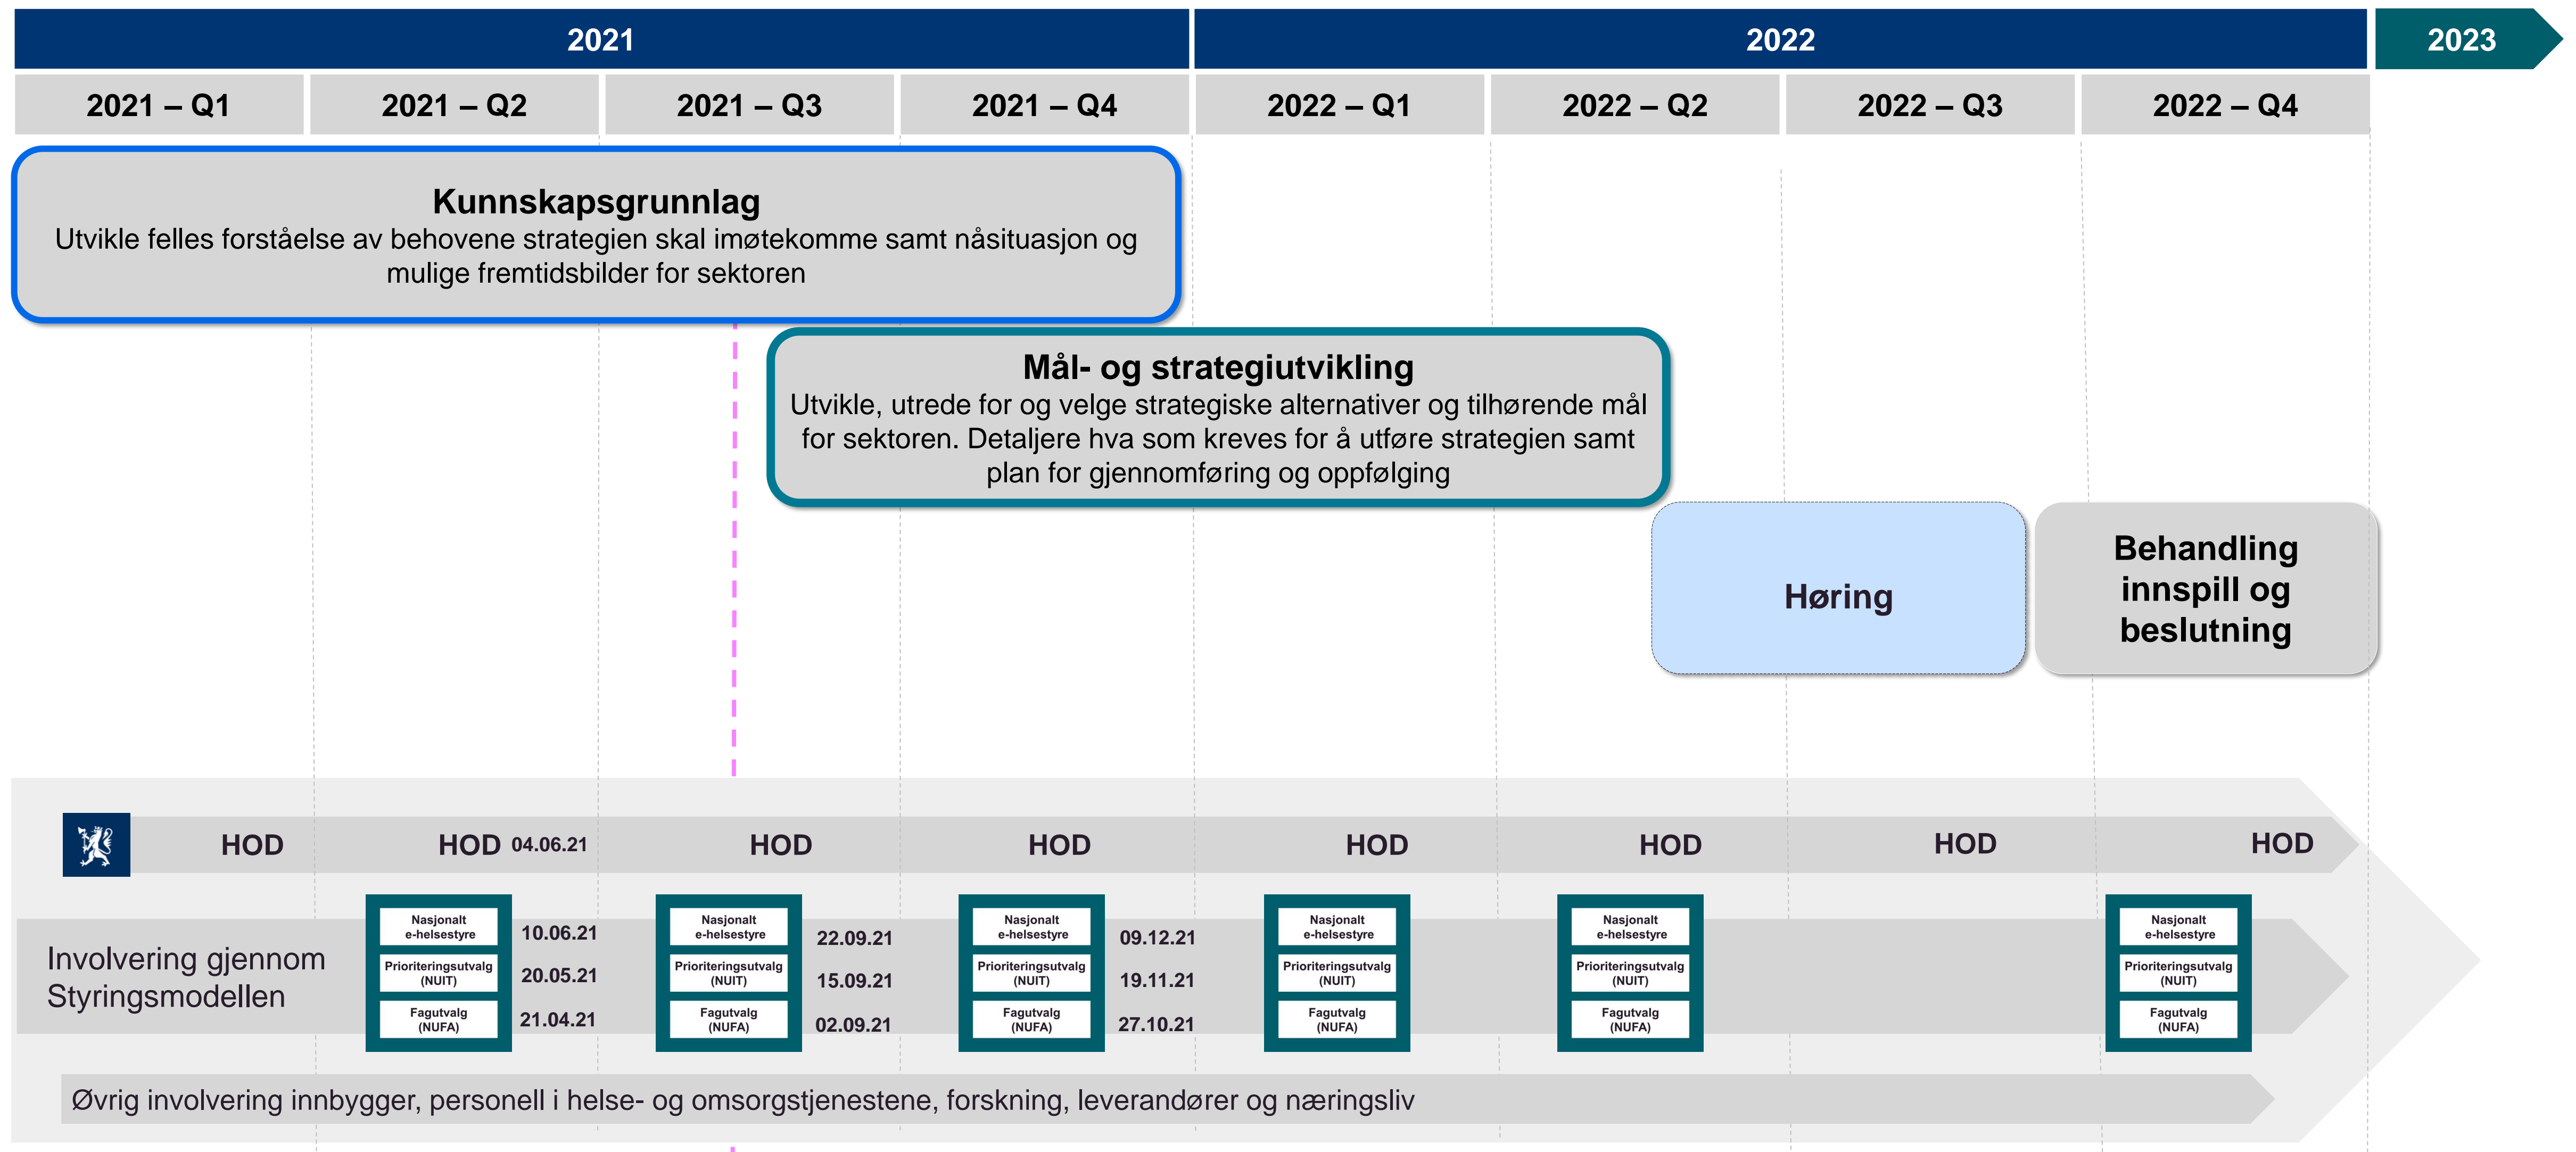 2021
2022
2023
2021 – Q1
2021 – Q2
2021 – Q3
2021 – Q4
2022 – Q1
2022 – Q2
2022 – Q3
2022 – Q4
Kunnskapsgrunnlag
Utvikle felles forståelse av behovene strategien skal imøtekomme samt nåsituasjon og
mulige fremtidsbilder for sektoren
Mål- og strategiutvikling
Utvikle, utrede for og velge strategiske alternativer og tilhørende mål
for sektoren. Detaljere hva som kreves for å utføre strategien samt
plan for gjennomføring og oppfølging
Høring
Behandling
innspill og
beslutning
HOD
HOD 04.06.21
HOD
HOD
HOD
HOD
HOD
HOD
Involvering gjennom
Styringsmodellen
Nasjonalt
e-helsestyre
10.06.21
Prioriteringsutvalg
(NUIT)
20.05.21
Fagutvalg
(NUFA)
21.04.21
Nasjonalt
e-helsestyre
22.09.21
Prioriteringsutvalg
(NUIT)
15.09.21
Fagutvalg
(NUFA)
02.09.21
Nasjonalt
e-helsestyre
09.12.21
Prioriteringsutvalg
(NUIT)
19.11.21
Fagutvalg
(NUFA)
27.10.21
Nasjonalt
e-helsestyre
Prioriteringsutvalg
(NUIT)
Fagutvalg
(NUFA)
Nasjonalt
e-helsestyre
Prioriteringsutvalg
(NUIT)
Fagutvalg
(NUFA)
Nasjonalt
e-helsestyre
Prioriteringsutvalg
(NUIT)
Fagutvalg
(NUFA)
Øvrig involvering innbygger, personell i helse- og omsorgstjenestene, forskning, leverandører og næringsliv